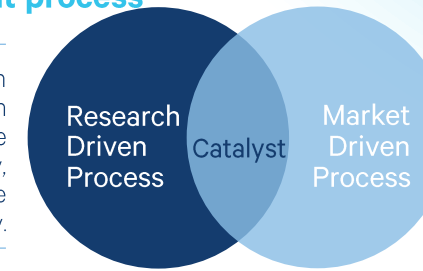 t process
n
n
e
,
e
.
Research
Driven
Process
Catalyst
Market
Driven
Process